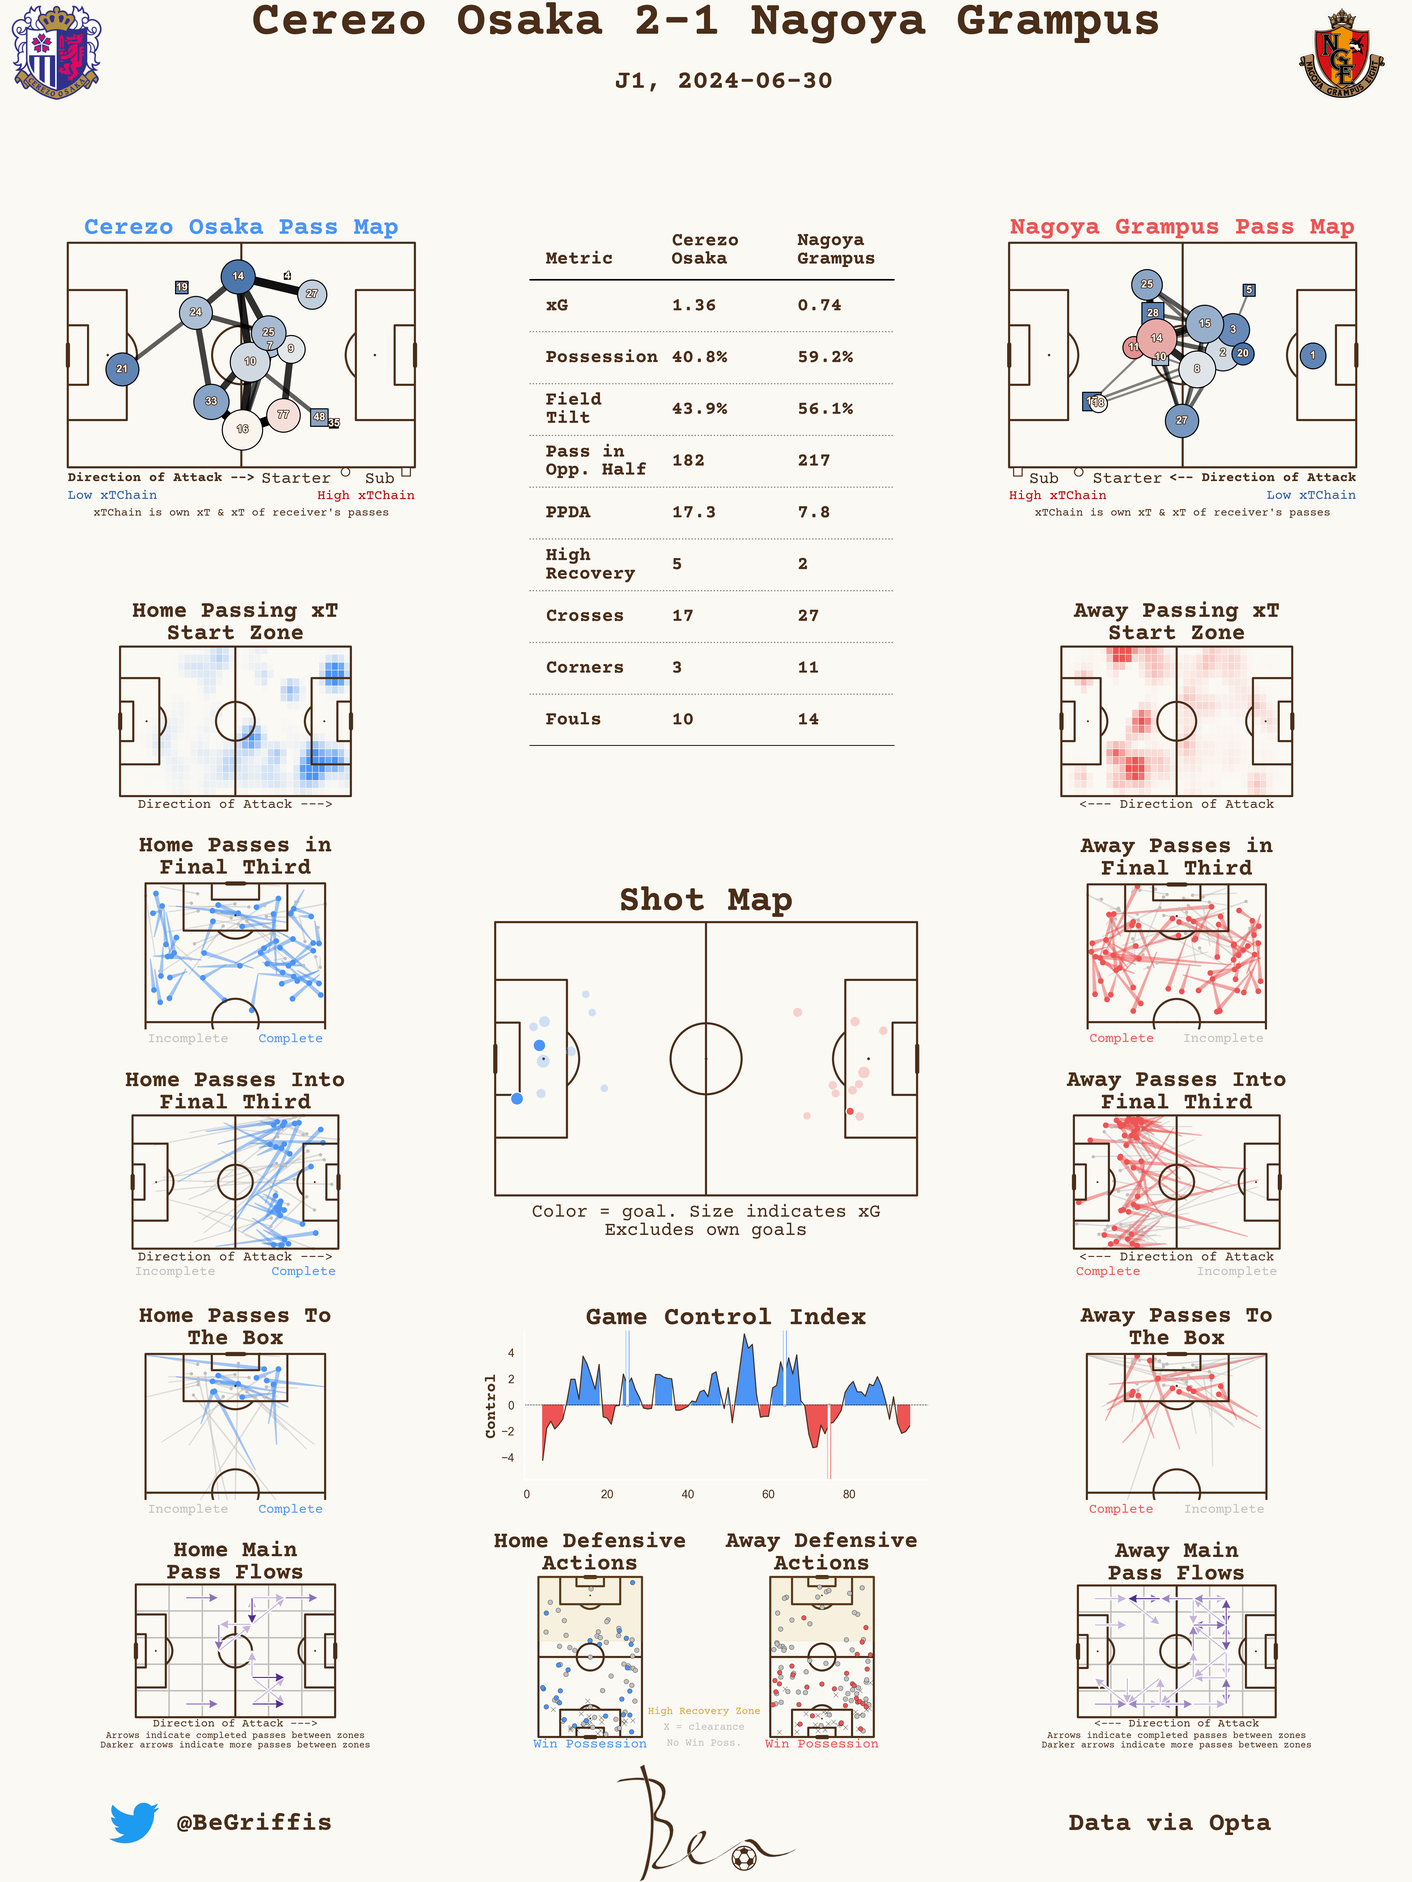 Cerezo Osaka 2-1 Nagoya Grampus
J1, 2024-06-30
CEREZO OSAKA
NGE
NAGOYA GRAMPUS EIGHT
Cerezo Osaka Pass Map
14
4
27
19
24
25
7
9
10
21
33
77
48
35
16
Direction of Attack --> Starter Sub
Low xTChain High xTChain
xTChain is own xT & xT of receiver's passes
Metric Cerezo Osaka Nagoya Grampus
xG 1.36 0.74
Possession 40.8% 59.2%
Field Tilt 43.9% 56.1%
Pass in Opp. Half 182 217
PPDA 17.3 7.8
High Recovery 5 2
Crosses 17 27
Corners 3 11
Fouls 10 14
Nagoya Grampus Pass Map
25
5
28
15
3
14
11
10
2
20
1
8
18
27
Sub Starter <-- Direction of Attack
High xTChain Low xTChain
xTChain is own xT & xT of receiver's passes
Home Passing xT
Start Zone
Direction of Attack --->
Away Passing xT
Start Zone
<--- Direction of Attack
Home Passes in
Final Third
Incomplete Complete
Away Passes in
Final Third
Complete Incomplete
Shot Map
Color = goal. Size indicates xG
Excludes own goals
Home Passes Into
Final Third
Direction of Attack --->
Incomplete Complete
Away Passes Into
Final Third
<--- Direction of Attack
Complete Incomplete
Home Passes To
The Box
Incomplete Complete
Game Control Index
Control
4
2
0
−2
−4
0 20 40 60 80
Away Passes To
The Box
Complete Incomplete
Home Main
Pass Flows
Direction of Attack --->
Arrows indicate completed passes between zones
Darker arrows indicate more passes between zones
Home Defensive
Actions
Win Possession
Away Defensive
Actions
Win Possession
High Recovery Zone
X = clearance
No Win Poss.
Away Main
Pass Flows
<--- Direction of Attack
Arrows indicate completed passes between zones
Darker arrows indicate more passes between zones
@BeGriffis
Ben
Data via Opta